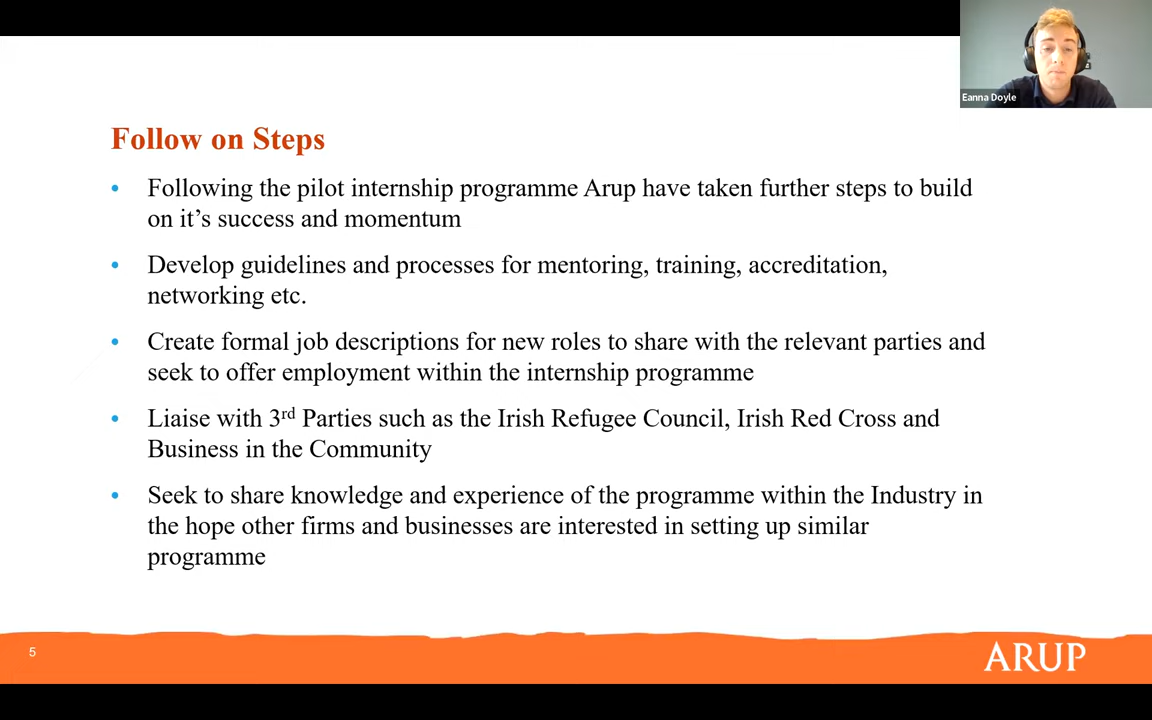 Eanna Doyle
Follow on Steps
• Following the pilot internship programme Arup have taken further steps to build
on it’s success and momentum
• Develop guidelines and processes for mentoring, training, accreditation,
networking etc.
• Create formal job descriptions for new roles to share with the relevant parties and
seek to offer employment within the internship programme
• Liaise with 3rd Parties such as the Irish Refugee Council, Irish Red Cross and
Business in the Community
• Seek to share knowledge and experience of the programme within the Industry in
the hope other firms and businesses are interested in setting up similar
programme
5
ARUP